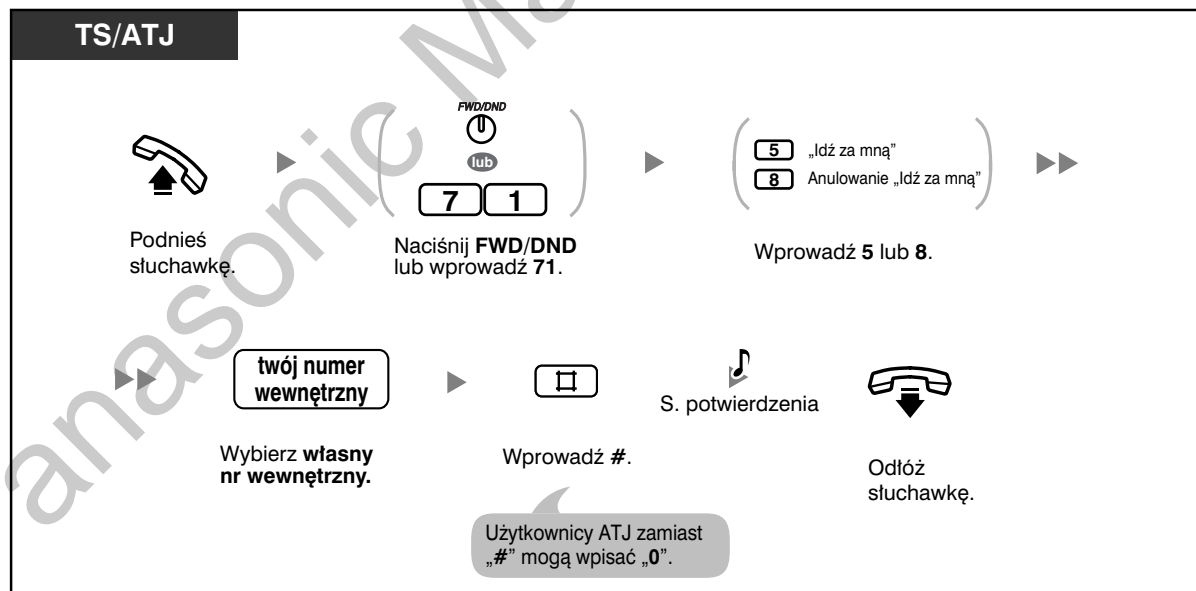 TS/ATJ
Podnieś
słuchawkę.
FWD/DND
lub
7 1
Naciśnij FWD/DND
lub wprowadź 71.
5 „Idź za mną”
8 Anulowanie „Idź za mną”
Wprowadź 5 lub 8.
twój numer
wewnętrzny
Wybierz własny
nr wewnętrzny.
#
Wprowadź #.
Użytkownicy ATJ zamiast
„#” mogą wpisać „0”.
S. potwierdzenia
Odłóż
słuchawkę.
anasonic Ma